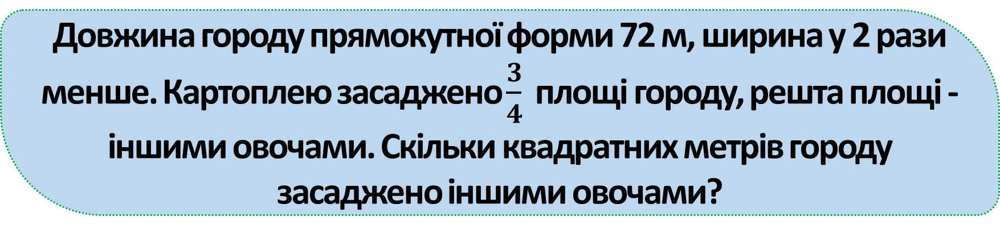 Довжина городу прямокутної форми 72 м, ширина у 2 рази
менше. Картоплею засаджено 3/4 площі городу, решта площі -
іншими овочами. Скільки квадратних метрів городу
засаджено іншими овочами?